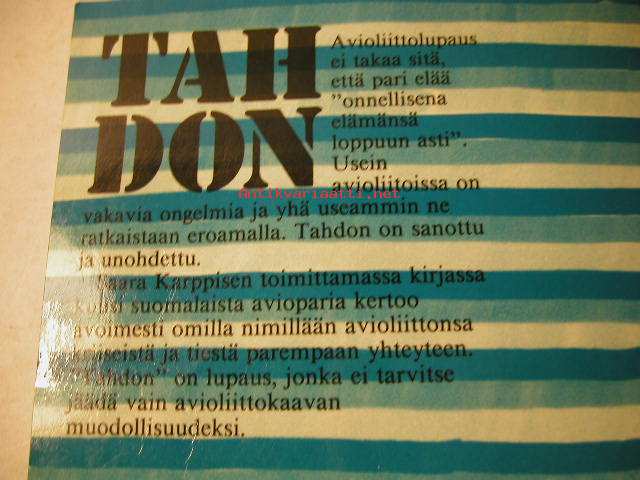 TAH
DON
Avioliittolupaus
ei takaa sitä,
että pari elää
"onnellisena
elämänsä
loppuun asti".
Usein
avioliitoissa on
Antikvariaatti.net
vakavia ongelmia ja yhä useammin ne
ratkaistaan eroamalla. Tahdon on sanottu
ja unohdettu.
Saara Karppisen toimittamassa kirjassa
suomalaista avioparia kertoo
avoimesti omilla nimillään avioliittonsa
kriiseistä ja tiestä parempaan yhteyteen.
"Tahdon" on lupaus, jonka ei tarvitse
jäädä vain avioliittokaavan
muodollisuudeksi.